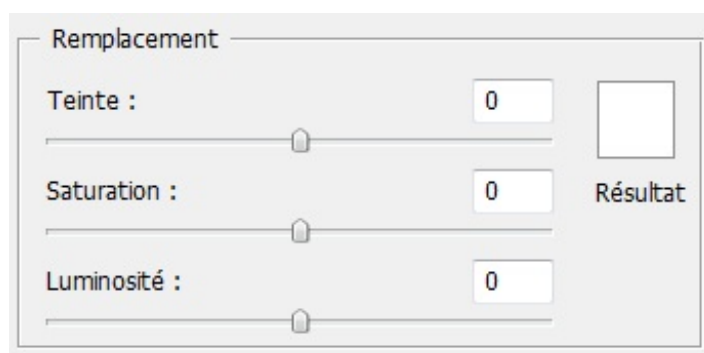 Remplacement
Teinte : 0
Saturation : 0 Résultat
Luminosité : 0